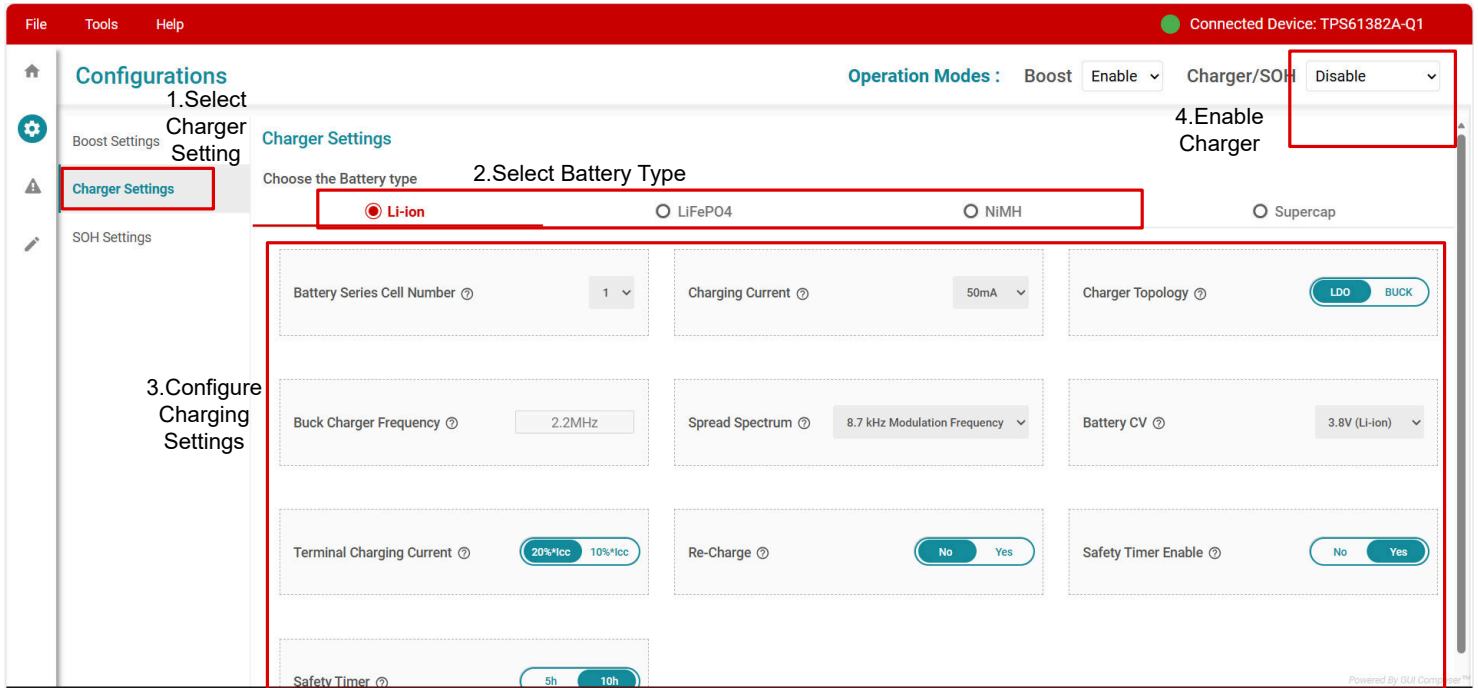 File Tools Help Connected Device: TPS61382A-Q1
Configurations Operation Modes : Boost Enable Charger/SOH Disable
1.Select
Charger
Setting
4.Enable
Charger
Boost Settings
Charger Settings
SOH Settings
Charger Settings
Choose the Battery type
2.Select Battery Type
Li-ion LiFePO4 NiMH Supercap
3.Configure
Charging
Settings
Battery Series Cell Number 1 Charging Current 50mA Charger Topology LDO BUCK
Buck Charger Frequency 2.2MHz Spread Spectrum 8.7 kHz Modulation Frequency Battery CV 3.8V (Li-ion)
Terminal Charging Current 20%*Icc 10%*Icc Re-Charge No Yes Safety Timer Enable No Yes
Safety Timer 5h 10h
Powered By GUI Composer™